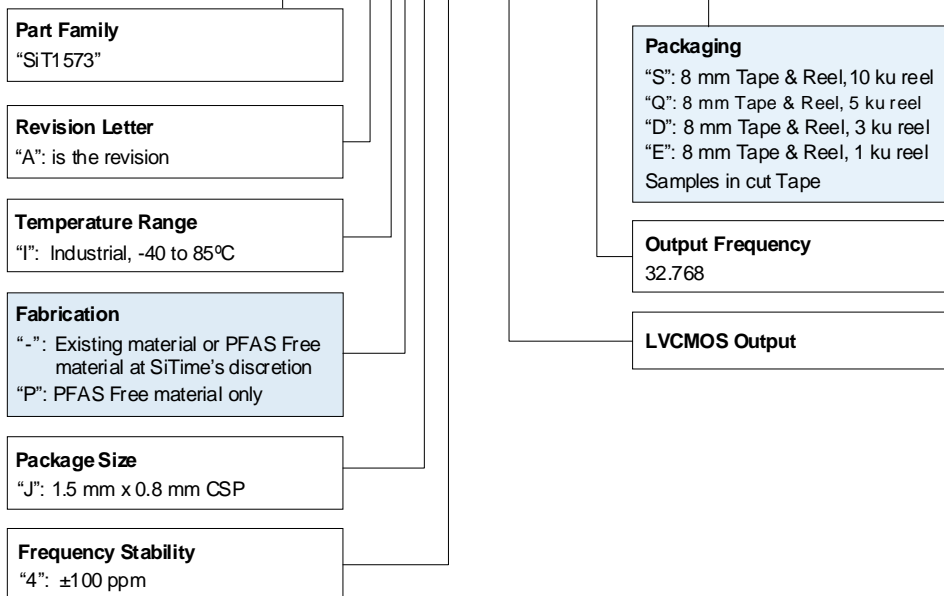 Part Family
“SiT1573”
Revision Letter
“A”: is the revision
Temperature Range
“I”: Industrial, -40 to 85ºC
Fabrication
“-”: Existing material or PFAS Free
material at SiTime’s discretion
“P”: PFAS Free material only
Package Size
“J”: 1.5 mm x 0.8 mm CSP
Frequency Stability
“4”: ±100 ppm
Packaging
“S”: 8 mm Tape & Reel, 10 ku reel
“Q”: 8 mm Tape & Reel, 5 ku reel
“D”: 8 mm Tape & Reel, 3 ku reel
“E”: 8 mm Tape & Reel, 1 ku reel
Samples in cut Tape
Output Frequency
32.768
LVCMOS Output